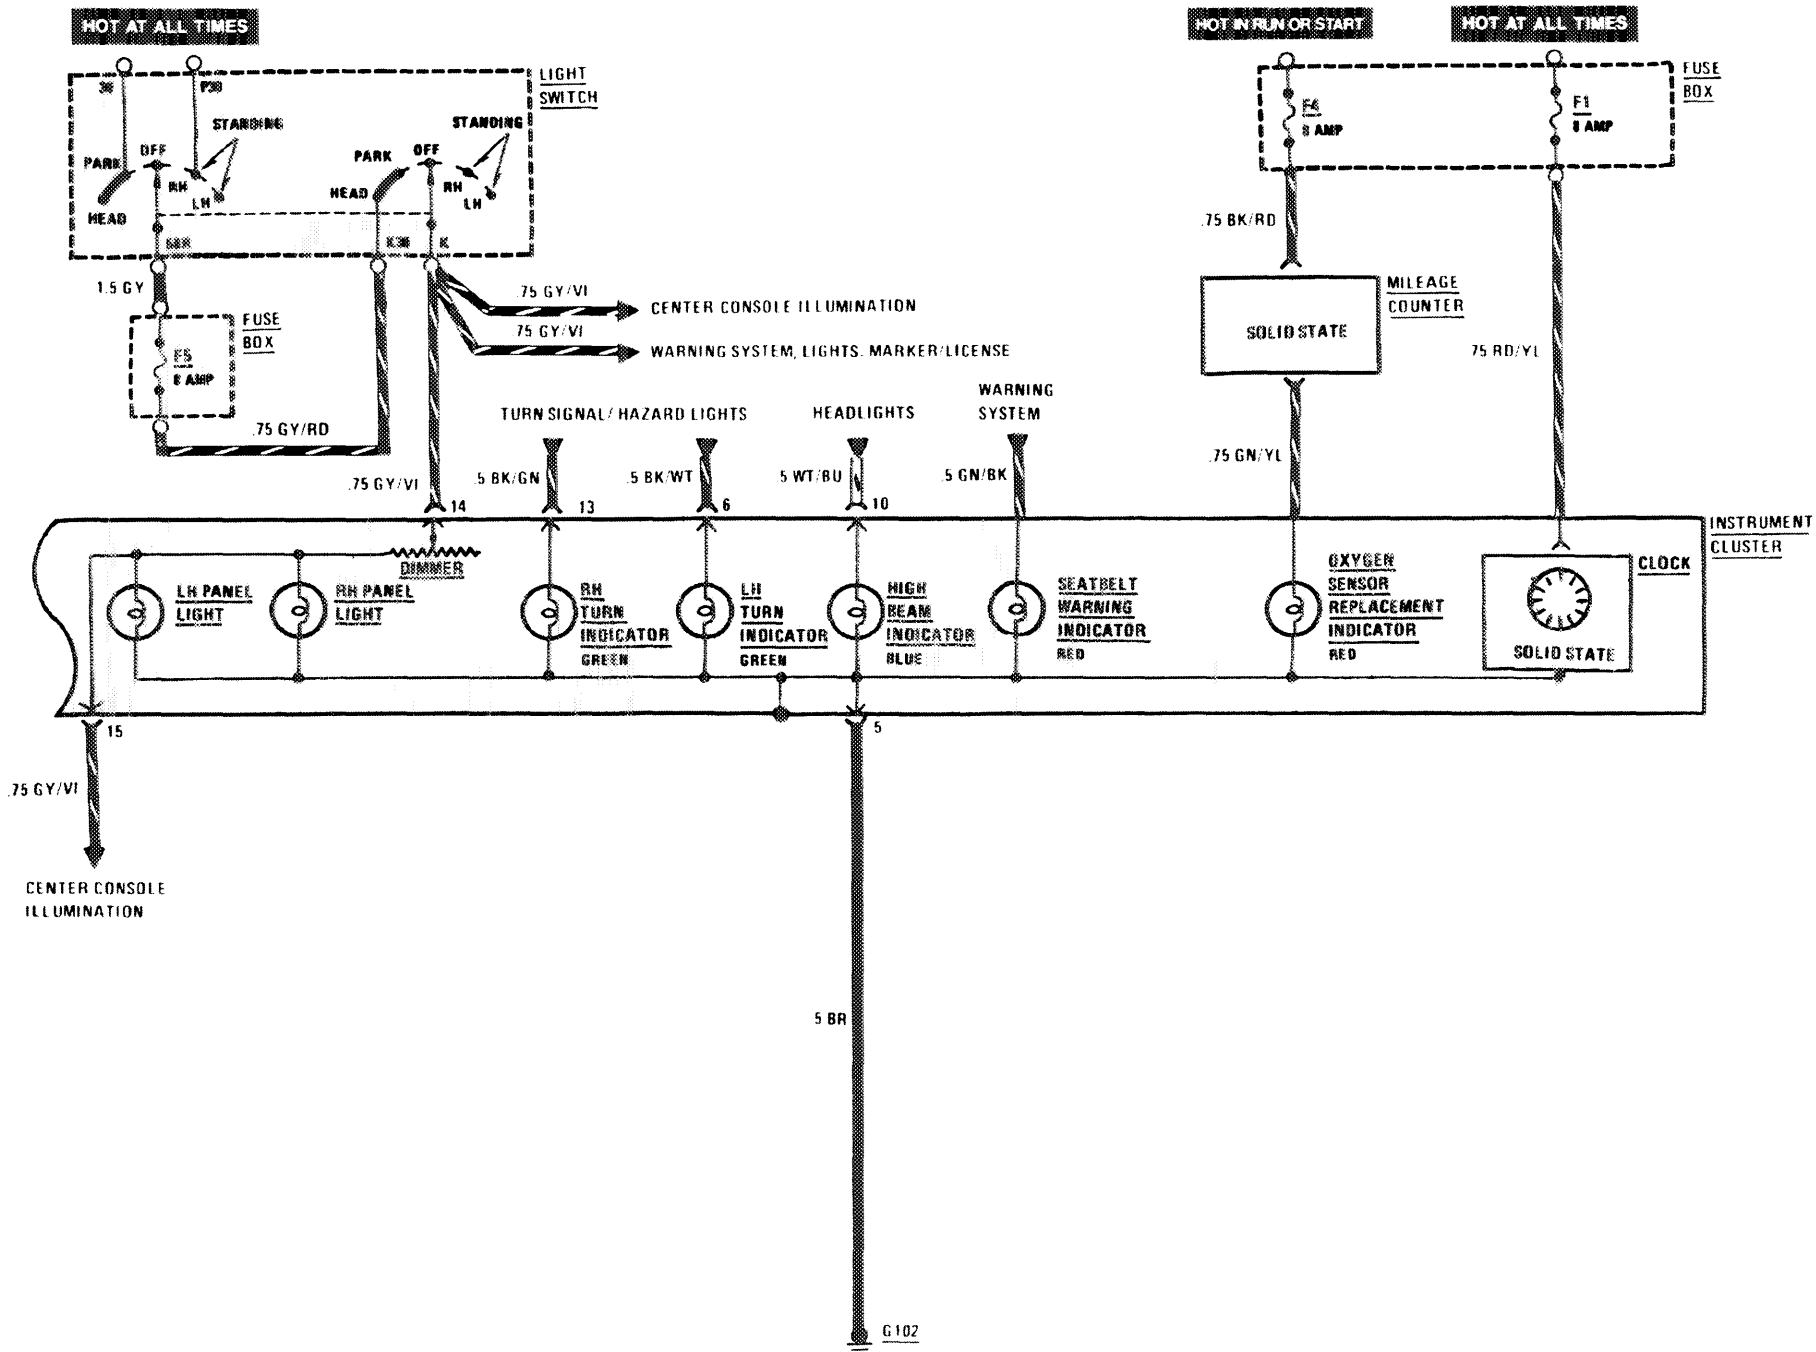 HOT AT ALL TIMES
HOT IN RUN OR START
HOT AT ALL TIMES
LIGHT
SWITCH
30
P30
STANDING
PARK
OFF
RH
LH
HEAD
STANDING
PARK
OFF
RH
LH
HEAD
K30
K
FUSE
BOX
F4
8 AMP
F1
8 AMP
.75 BK/RD
MILEAGE
COUNTER
SOLID STATE
75 RD/YL
.75 GN/YL
1.5 GY
FUSE
BOX
F5
8 AMP
.75 GY/VI
CENTER CONSOLE ILLUMINATION
75 GY/VI
WARNING SYSTEM, LIGHTS. MARKER/LICENSE
.75 GY/RD
TURN SIGNAL/ HAZARD LIGHTS
HEADLIGHTS
WARNING
SYSTEM
.75 GY/VI
14
.5 BK/GN
13
.5 BK/WT
6
5 WT/BU
10
.5 GN/BK
INSTRUMENT
CLUSTER
DIMMER
LH PANEL
LIGHT
RH PANEL
LIGHT
RH
TURN
INDICATOR
GREEN
LH
TURN
INDICATOR
GREEN
HIGH
BEAM
INDICATOR
BLUE
SEATBELT
WARNING
INDICATOR
RED
OXYGEN
SENSOR
REPLACEMENT
INDICATOR
RED
CLOCK
SOLID STATE
15
5
.75 GY/VI
CENTER CONSOLE
ILLUMINATION
5 BR
G102